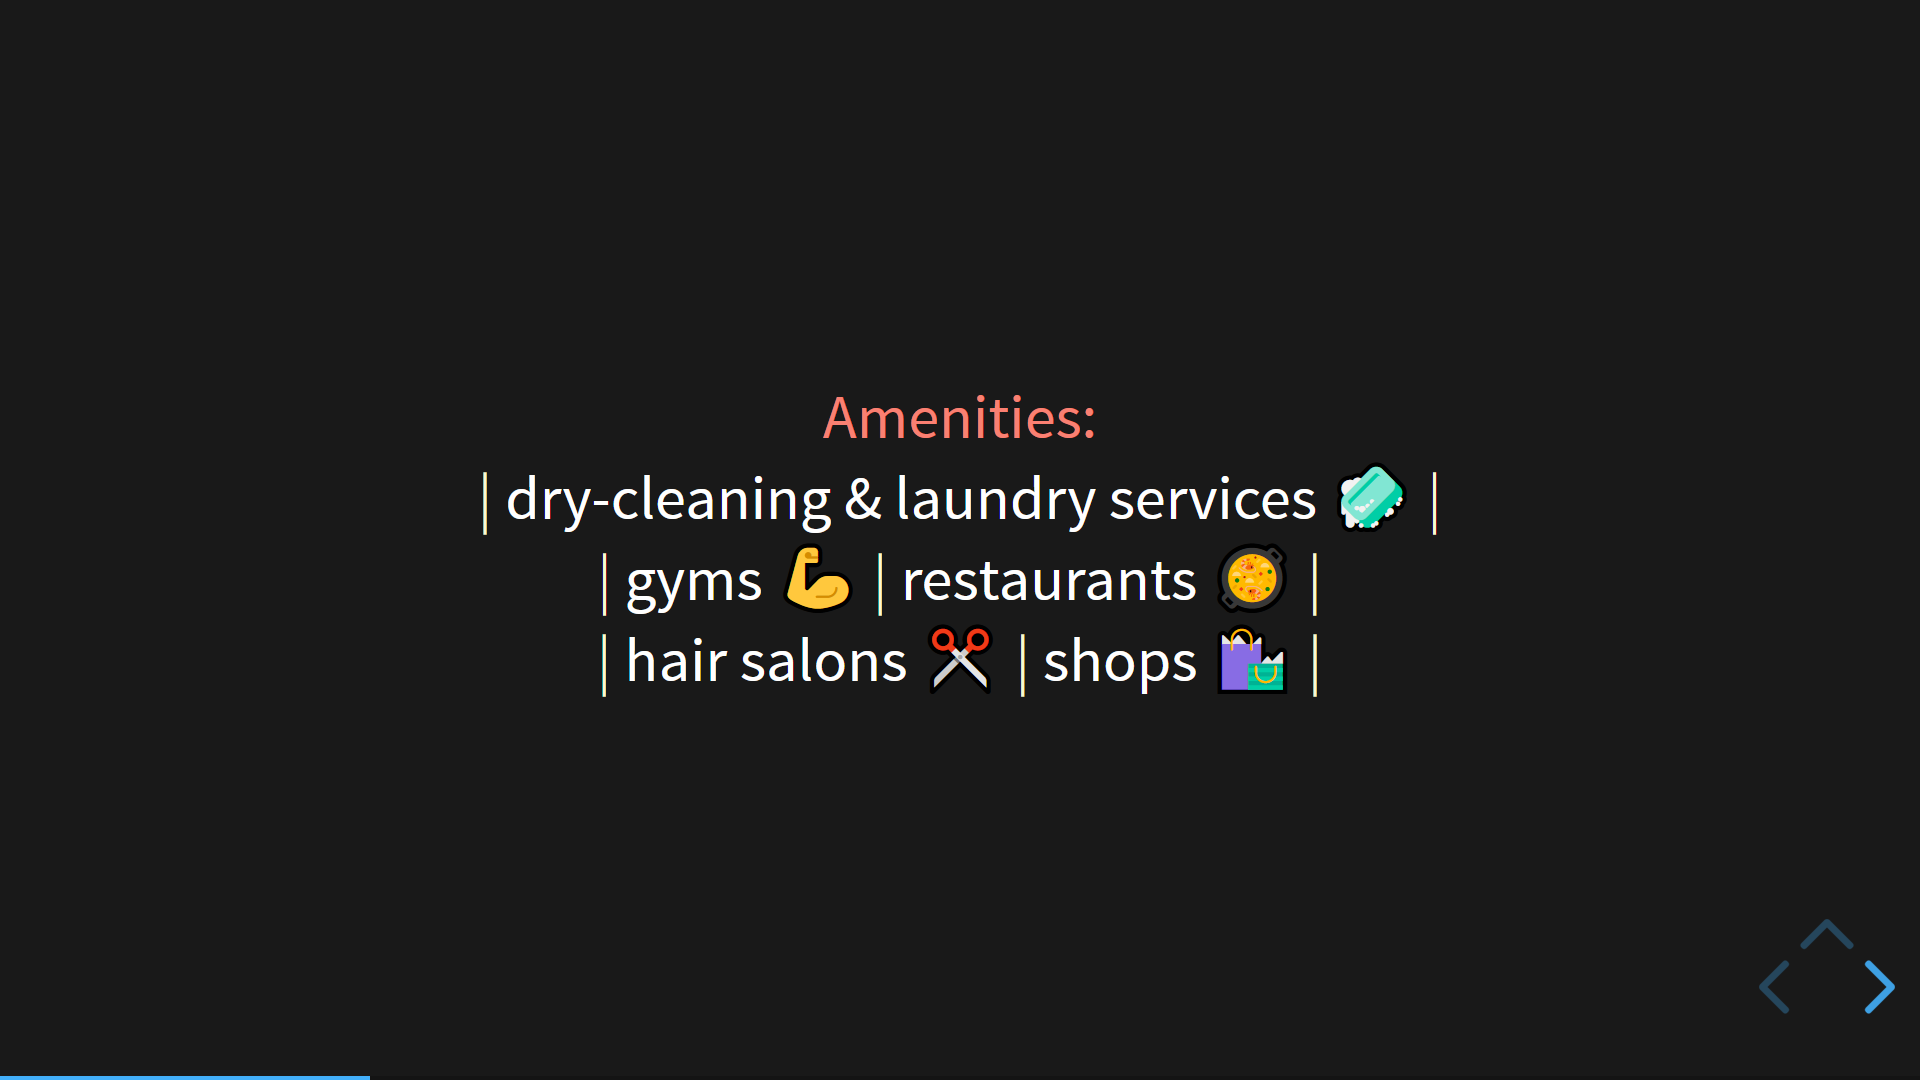 Amenities:
| dry-cleaning & laundry services 🧼 |
| gyms 💪 | restaurants 🥘 |
| hair salons ✂️ | shops 🛍️ |